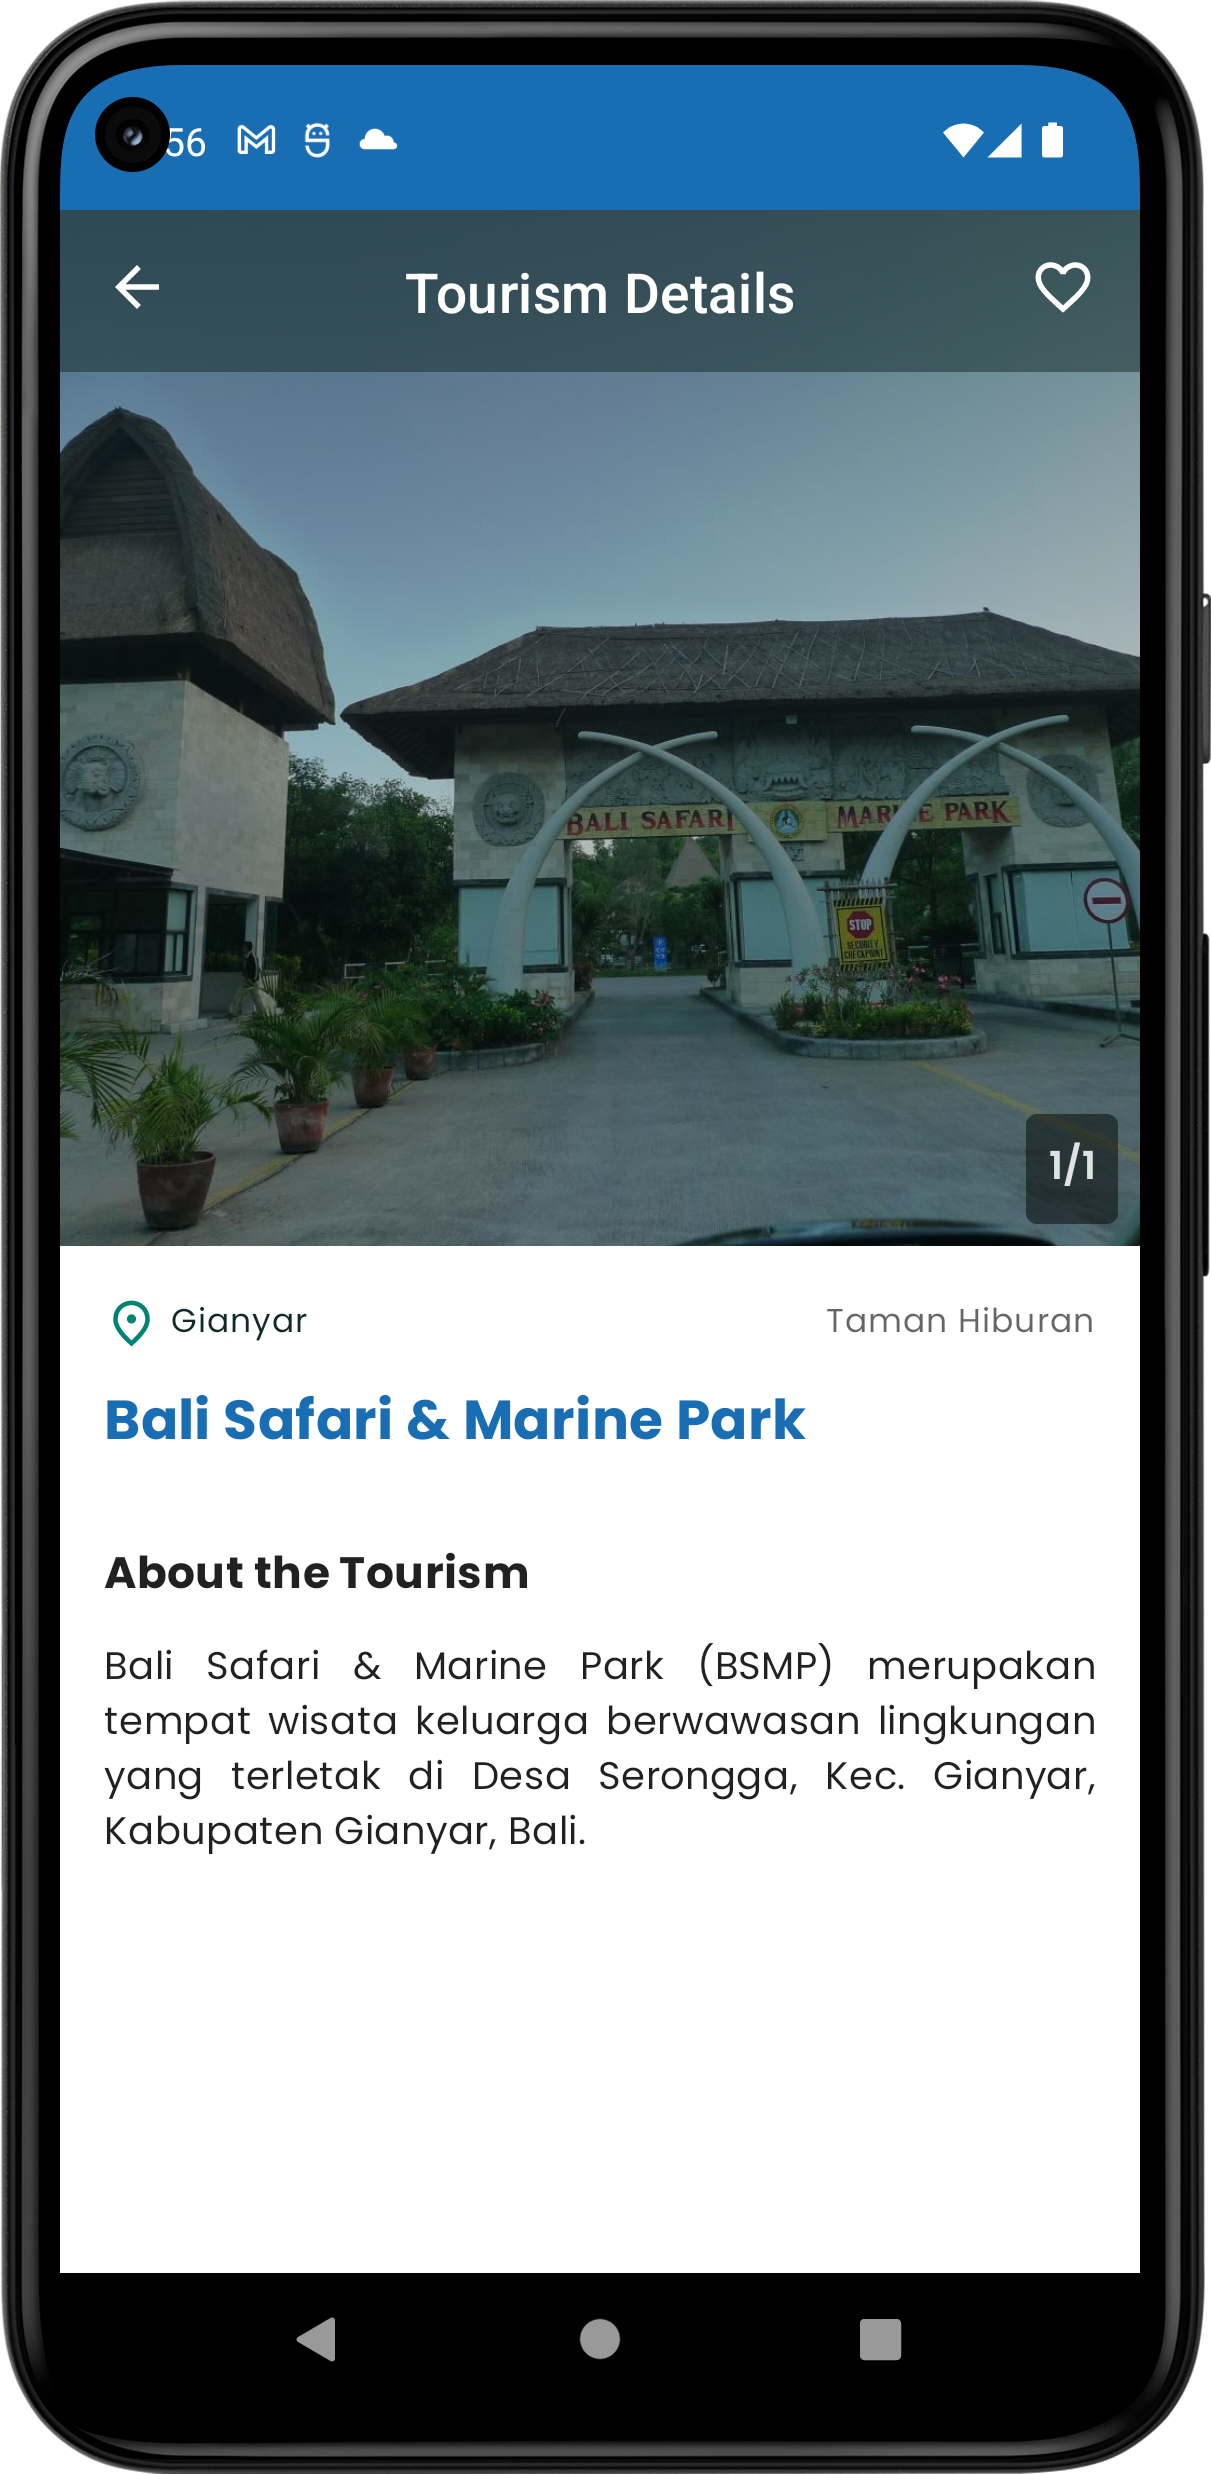 56
Tourism Details
BALI SAFARI MARINE PARK
STOP
SECURITY
CHECKPOINT
1/1
Gianyar
Taman Hiburan
Bali Safari & Marine Park
About the Tourism
Bali Safari & Marine Park (BSMP) merupakan
tempat wisata keluarga berwawasan lingkungan
yang terletak di Desa Serongga, Kec. Gianyar,
Kabupaten Gianyar, Bali.